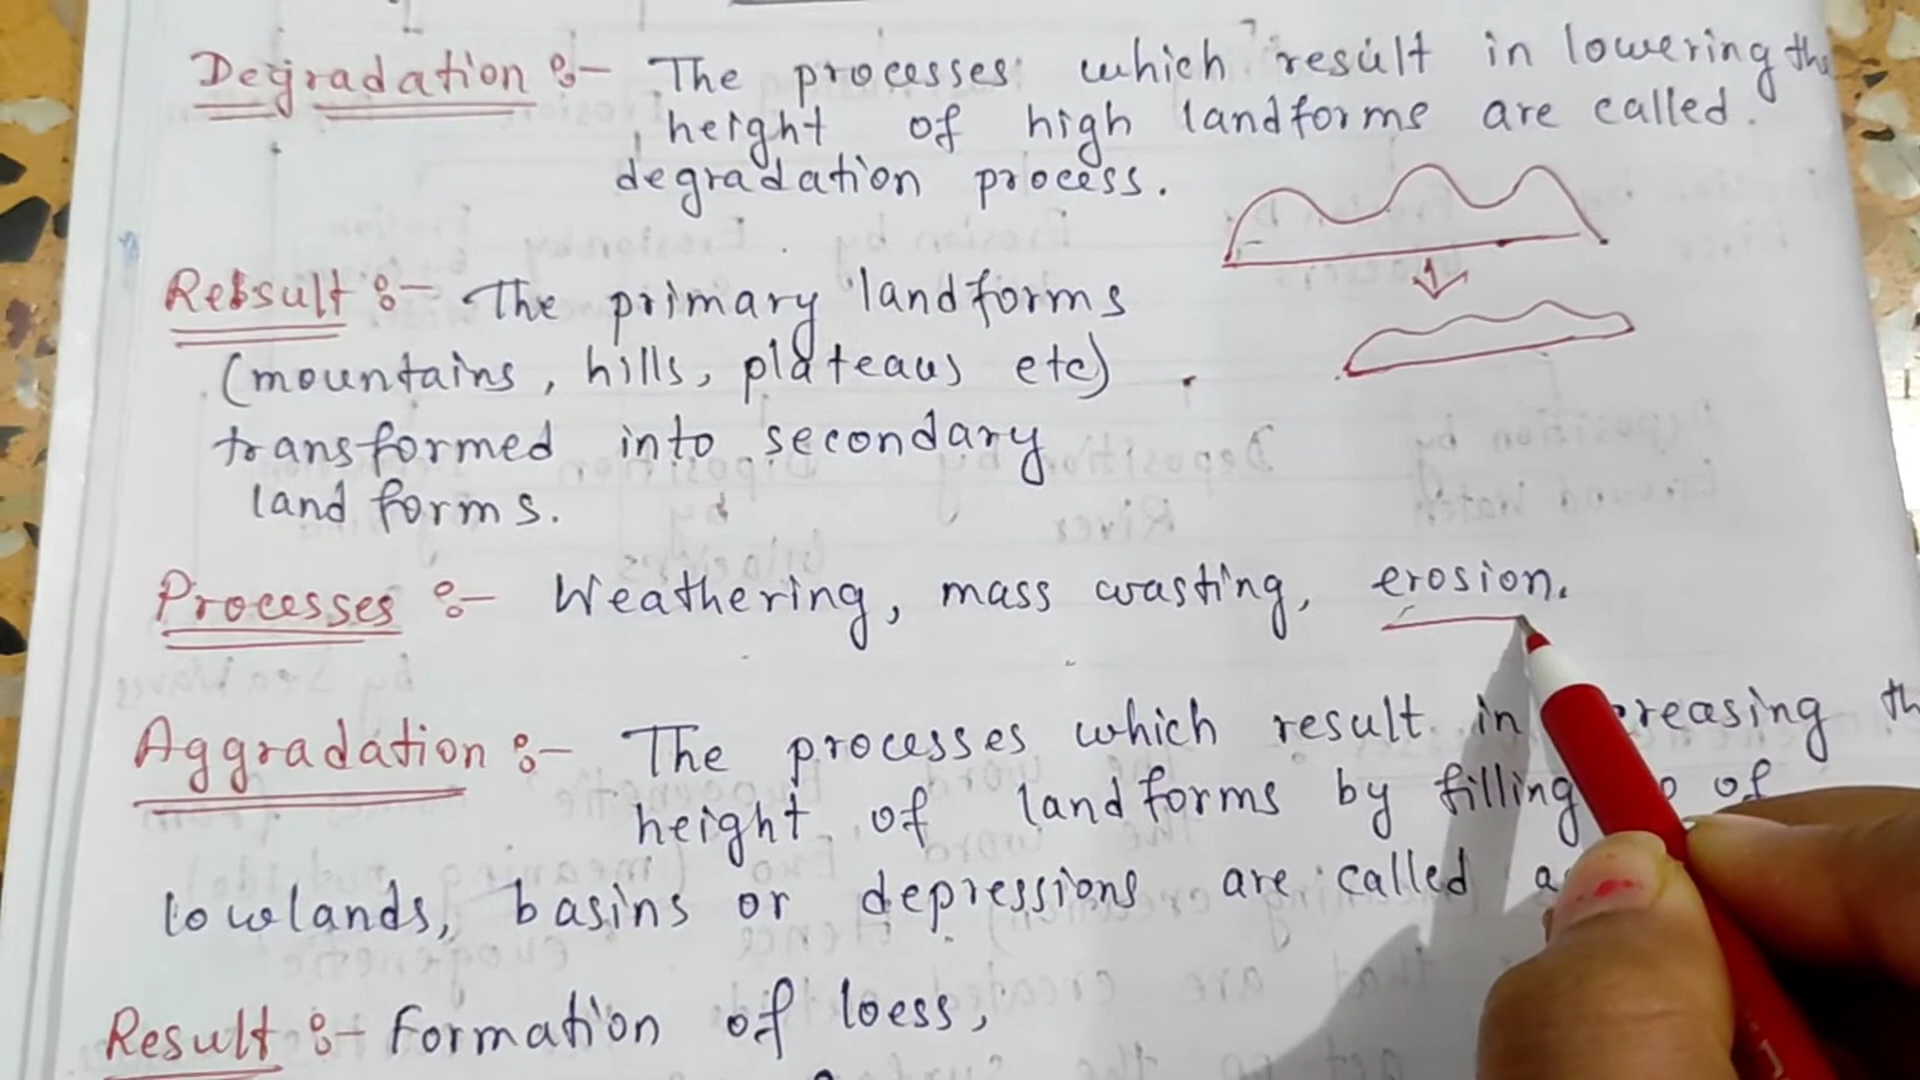 Degradation :- The processes which result in lowering the
height of high landforms are called
degradation process.
Ressult :- The primary landforms
(mountains, hills, plateaus etc)
transformed into secondary
land forms.
Processes :- Weathering, mass wasting, erosion.
Aggradation :- The processes which result in
height of landforms by filling of
lowlands, basins or depressions are called
Result :- Formation of loess,